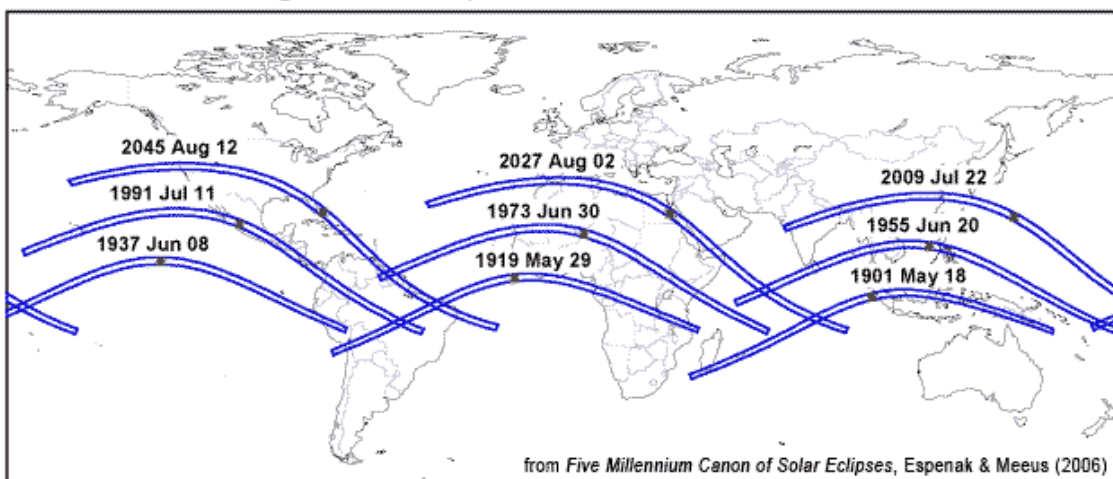 2045 Aug 12
2027 Aug 02
2009 Jul 22
1991 Jul 11
1973 Jun 30
1955 Jun 20
1937 Jun 08
1919 May 29
1901 May 18
from Five Millennium Canon of Solar Eclipses, Espenak & Meeus (2006)